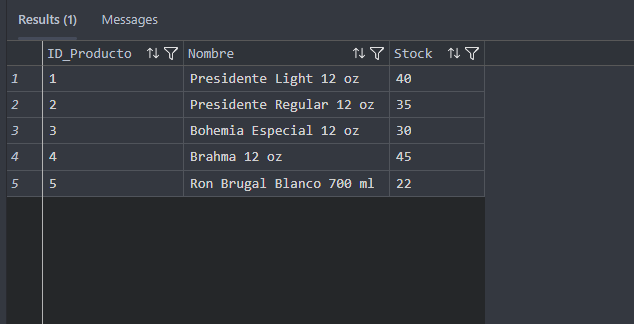 Results (1) Messages
ID_Producto Nombre Stock
1 1 Presidente Light 12 oz 40
2 2 Presidente Regular 12 oz 35
3 3 Bohemia Especial 12 oz 30
4 4 Brahma 12 oz 45
5 5 Ron Brugal Blanco 700 ml 22